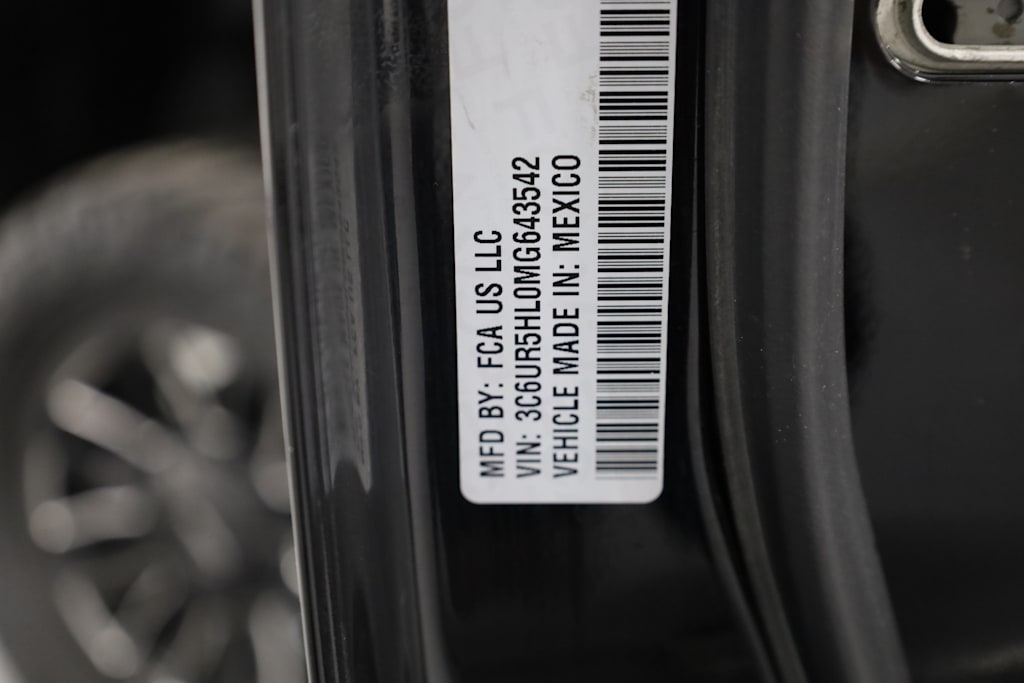 MFD BY: FCA US LLC
VIN: 3C6UR5HL0MG643542
VEHICLE MADE IN: MEXICO